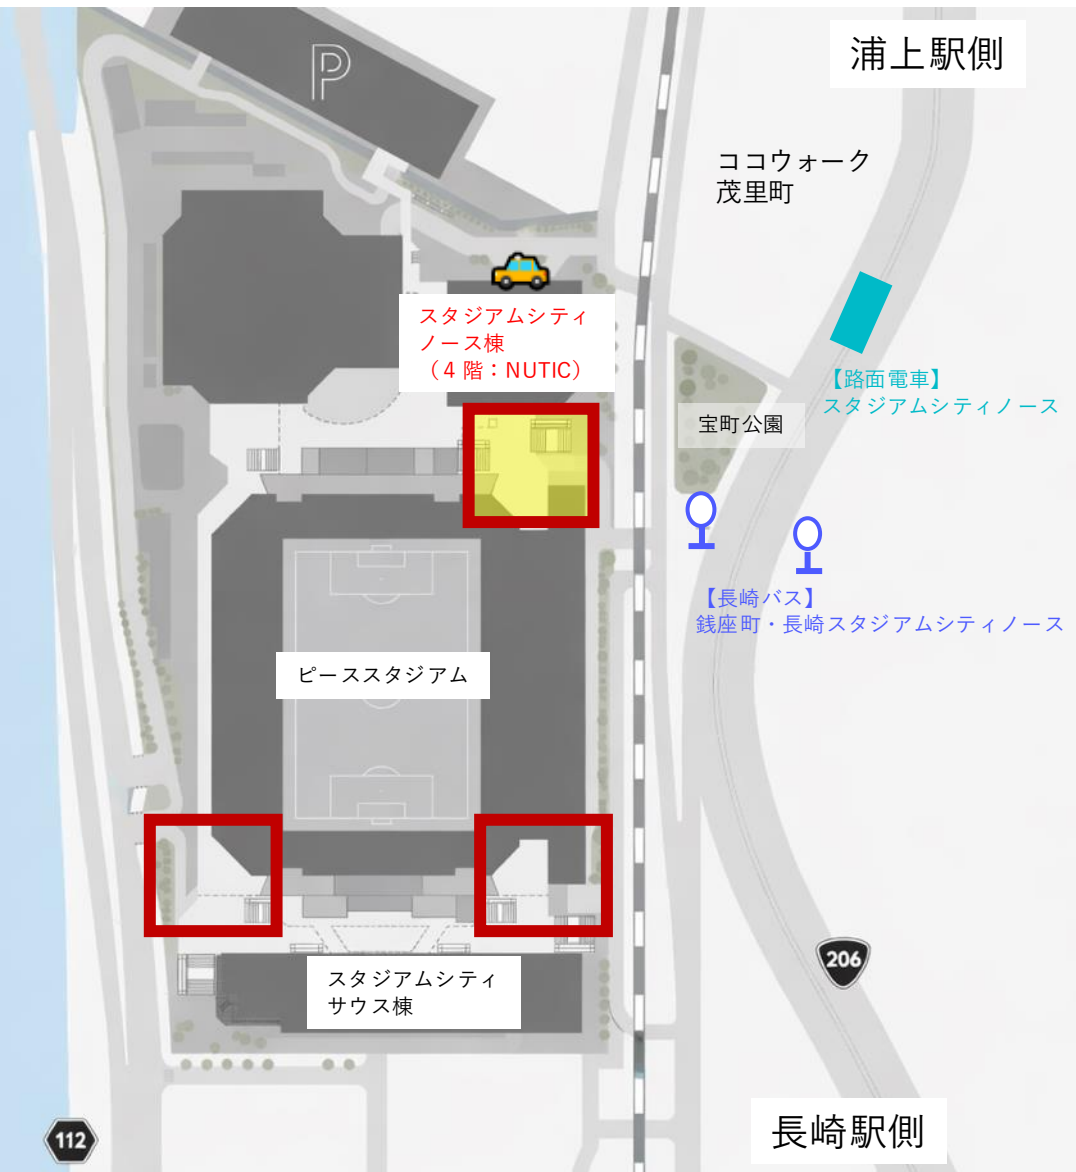 浦上駅側
P
ココウォーク
茂里町
スタジアムシティ
ノース棟
（4階：NUTIC）
【路面電車】
スタジアムシティノース
宝町公園
【長崎バス】
銭座町・長崎スタジアムシティノース
ピーススタジアム
206
スタジアムシティ
サウス棟
112
長崎駅側